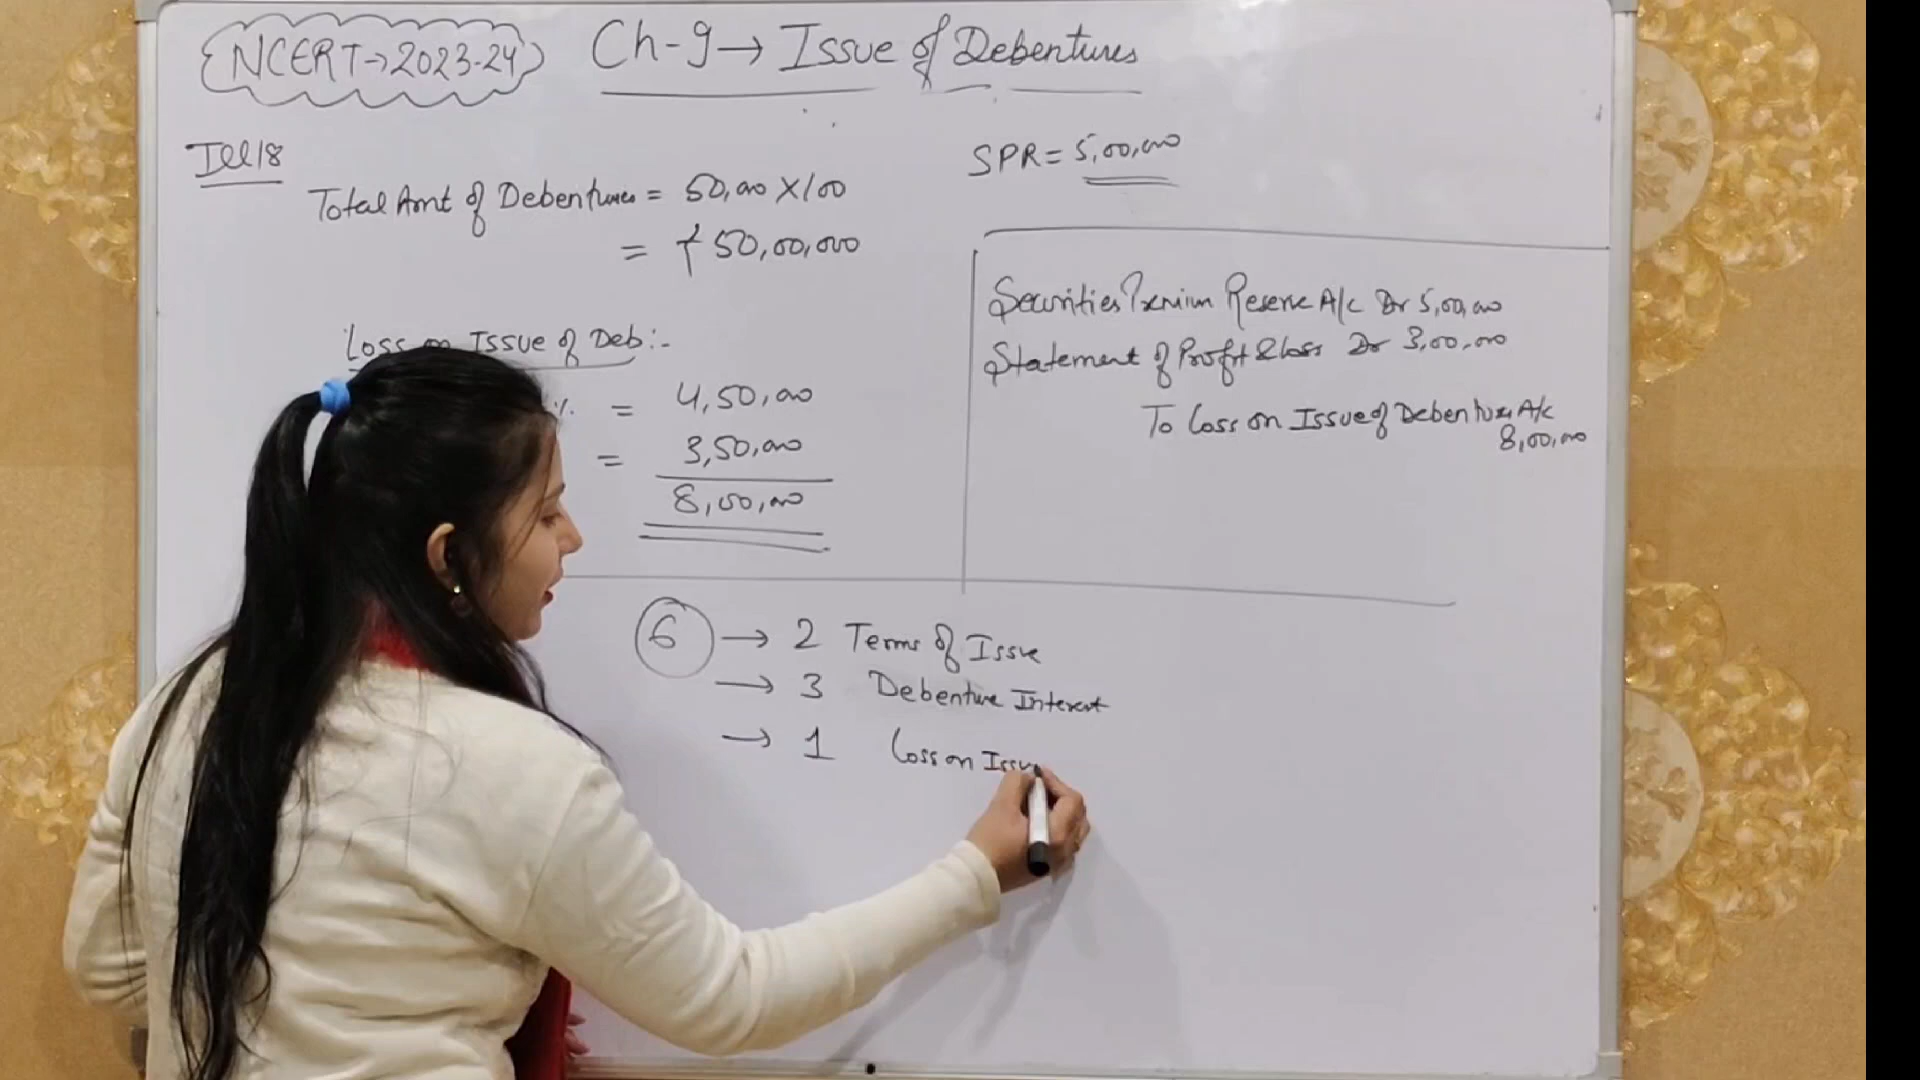 NCERT→2023-24
Ch-9→ Issue of Debentures
Ill 18
Total Amt of Debentures = 50,000 X 100
= ₹ 50,00,000
Loss on Issue of Deb:-
% = 4,50,000
= 3,50,000
8,00,000
SPR = 5,00,000
Securities Premium Reserve A/c Dr 5,00,000
Statement of Profit & Loss Dr 3,00,000
To Loss on Issue of Debenture A/c
8,00,000
6 → 2 Terms of Issue
→ 3 Debenture Interest
→ 1 Loss on Issu